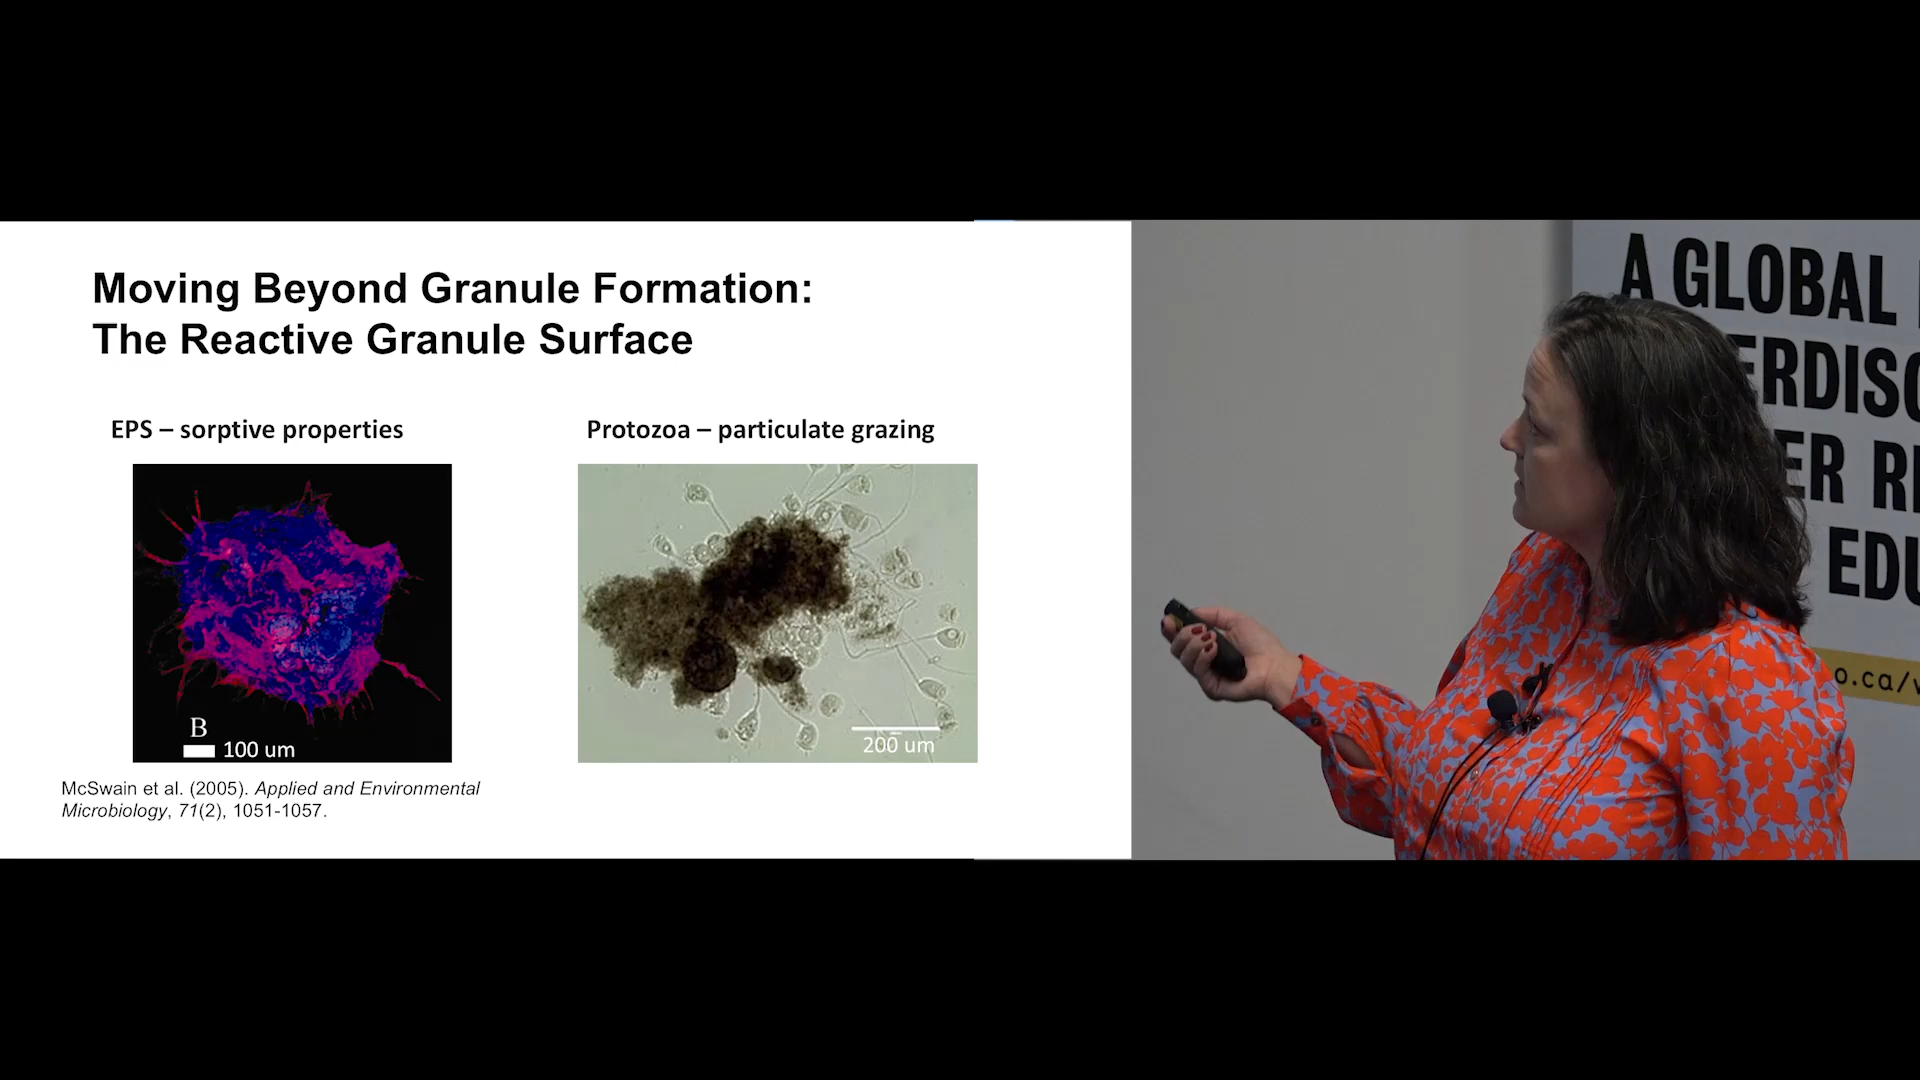 Moving Beyond Granule Formation:
The Reactive Granule Surface
EPS – sorptive properties
Protozoa – particulate grazing
B
100 um
200 um
McSwain et al. (2005). Applied and Environmental
Microbiology, 71(2), 1051-1057.
A GLOBAL
ERDISC
ER R
EDU
o.ca/w